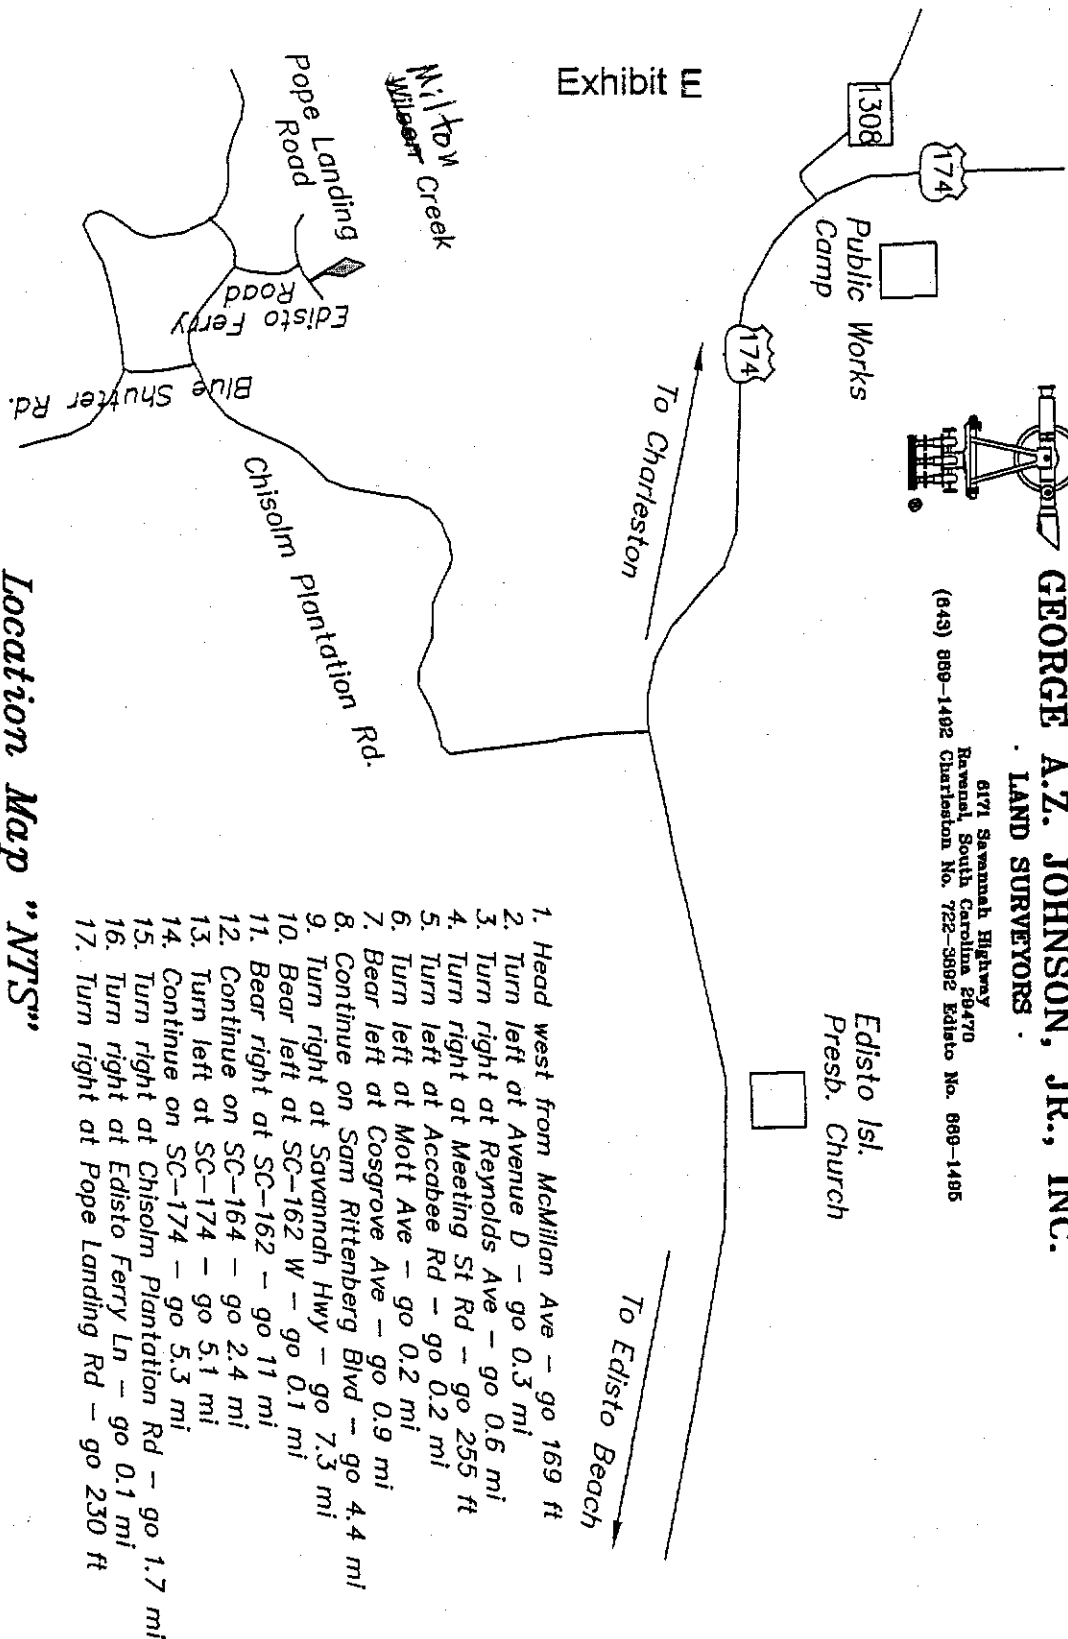 GEORGE A.Z. JOHNSON, JR., INC.
· LAND SURVEYORS ·
6171 Savannah Highway
Ravenel, South Carolina 29470
(843) 889-1492 Charleston No. 722-3892 Edisto No. 869-1495
Exhibit E
1308
174
Public Works
Camp
174
To Charleston
Edisto Isl.
Presb. Church
To Edisto Beach
Milton
Wilson Creek
Pope Landing
Road
Edisto Ferry
Road
Blue Shutter Rd.
Chisolm Plantation Rd.
1. Head west from McMillan Ave - go 169 ft
2. Turn left at Avenue D - go 0.3 mi
3. Turn right at Reynolds Ave - go 0.6 mi
4. Turn right at Meeting St Rd - go 255 ft
5. Turn left at Accabee Rd - go 0.2 mi
6. Turn left at Mott Ave - go 0.2 mi
7. Bear left at Cosgrove Ave - go 0.9 mi
8. Continue on Sam Rittenberg Blvd - go 4.4 mi
9. Turn right at Savannah Hwy - go 7.3 mi
10. Bear left at SC-162 W - go 0.1 mi
11. Bear right at SC-162 - go 11 mi
12. Continue on SC-164 - go 2.4 mi
13. Turn left at SC-174 - go 5.1 mi
14. Continue on SC-174 - go 5.3 mi
15. Turn right at Chisolm Plantation Rd - go 1.7 mi
16. Turn right at Edisto Ferry Ln - go 0.1 mi
17. Turn right at Pope Landing Rd - go 230 ft
Location Map "NTS"